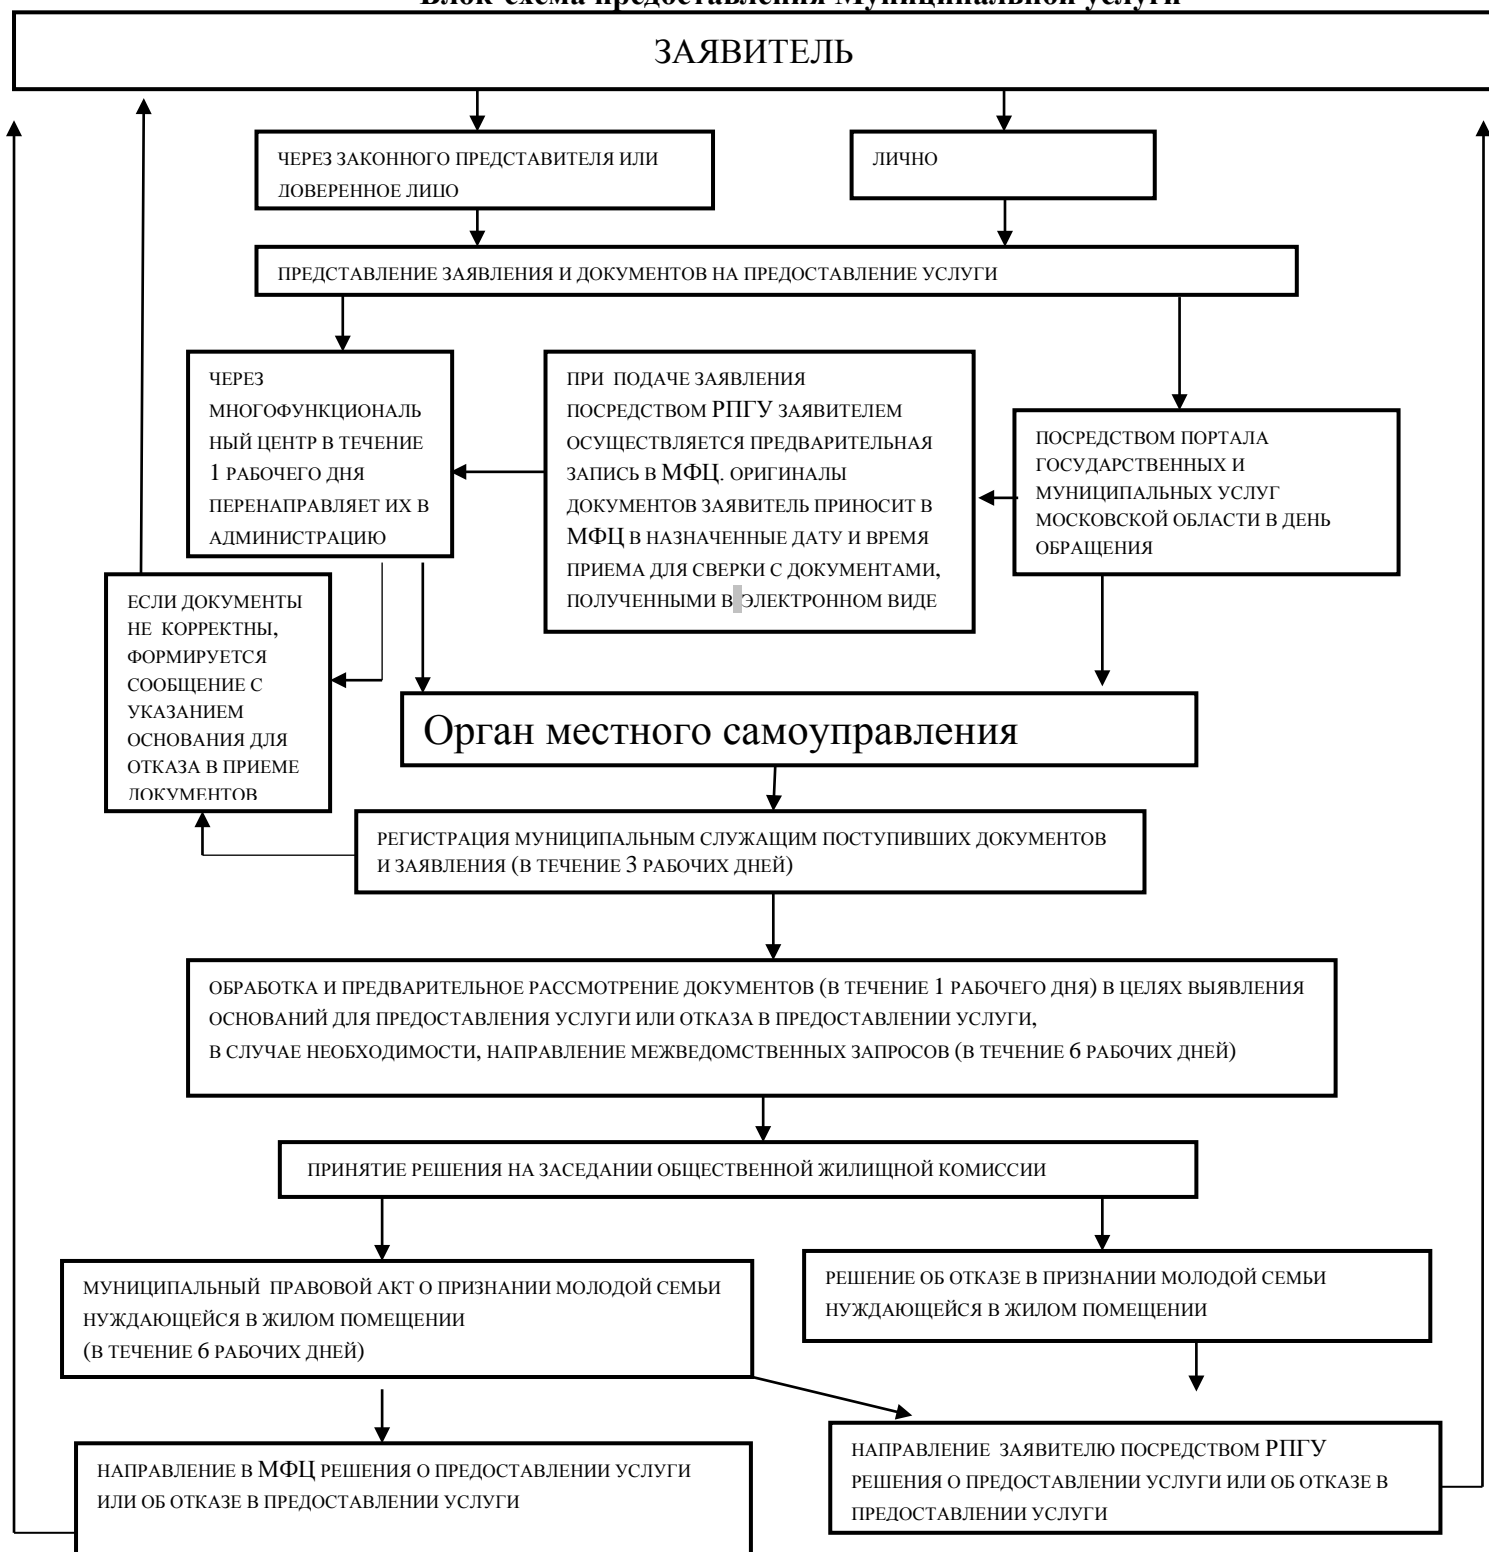 Блок-схема предоставления Муниципальной услуги
ЗАЯВИТЕЛЬ
ЧЕРЕЗ ЗАКОННОГО ПРЕДСТАВИТЕЛЯ ИЛИ
ДОВЕРЕННОЕ ЛИЦО
ЛИЧНО
ПРЕДСТАВЛЕНИЕ ЗАЯВЛЕНИЯ И ДОКУМЕНТОВ НА ПРЕДОСТАВЛЕНИЕ УСЛУГИ
ЧЕРЕЗ
МНОГОФУНКЦИОНАЛЬ
НЫЙ ЦЕНТР В ТЕЧЕНИЕ
1 РАБОЧЕГО ДНЯ
ПЕРЕНАПРАВЛЯЕТ ИХ В
АДМИНИСТРАЦИЮ
ПРИ ПОДАЧЕ ЗАЯВЛЕНИЯ
ПОСРЕДСТВОМ РПГУ ЗАЯВИТЕЛЕМ
ОСУЩЕСТВЛЯЕТСЯ ПРЕДВАРИТЕЛЬНАЯ
ЗАПИСЬ В МФЦ. ОРИГИНАЛЫ
ДОКУМЕНТОВ ЗАЯВИТЕЛЬ ПРИНОСИТ В
МФЦ В НАЗНАЧЕННЫЕ ДАТУ И ВРЕМЯ
ПРИЕМА ДЛЯ СВЕРКИ С ДОКУМЕНТАМИ,
ПОЛУЧЕННЫМИ В ЭЛЕКТРОННОМ ВИДЕ
ПОСРЕДСТВОМ ПОРТАЛА
ГОСУДАРСТВЕННЫХ И
МУНИЦИПАЛЬНЫХ УСЛУГ
МОСКОВСКОЙ ОБЛАСТИ В ДЕНЬ
ОБРАЩЕНИЯ
ЕСЛИ ДОКУМЕНТЫ
НЕ КОРРЕКТНЫ,
ФОРМИРУЕТСЯ
СООБЩЕНИЕ С
УКАЗАНИЕМ
ОСНОВАНИЯ ДЛЯ
ОТКАЗА В ПРИЕМЕ
ДОКУМЕНТОВ
Орган местного самоуправления
РЕГИСТРАЦИЯ МУНИЦИПАЛЬНЫМ СЛУЖАЩИМ ПОСТУПИВШИХ ДОКУМЕНТОВ
И ЗАЯВЛЕНИЯ (В ТЕЧЕНИЕ 3 РАБОЧИХ ДНЕЙ)
ОБРАБОТКА И ПРЕДВАРИТЕЛЬНОЕ РАССМОТРЕНИЕ ДОКУМЕНТОВ (В ТЕЧЕНИЕ 1 РАБОЧЕГО ДНЯ) В ЦЕЛЯХ ВЫЯВЛЕНИЯ
ОСНОВАНИЙ ДЛЯ ПРЕДОСТАВЛЕНИЯ УСЛУГИ ИЛИ ОТКАЗА В ПРЕДОСТАВЛЕНИИ УСЛУГИ,
В СЛУЧАЕ НЕОБХОДИМОСТИ, НАПРАВЛЕНИЕ МЕЖВЕДОМСТВЕННЫХ ЗАПРОСОВ (В ТЕЧЕНИЕ 6 РАБОЧИХ ДНЕЙ)
ПРИНЯТИЕ РЕШЕНИЯ НА ЗАСЕДАНИИ ОБЩЕСТВЕННОЙ ЖИЛИЩНОЙ КОМИССИИ
МУНИЦИПАЛЬНЫЙ ПРАВОВОЙ АКТ О ПРИЗНАНИИ МОЛОДОЙ СЕМЬИ
НУЖДАЮЩЕЙСЯ В ЖИЛОМ ПОМЕЩЕНИИ
(В ТЕЧЕНИЕ 6 РАБОЧИХ ДНЕЙ)
РЕШЕНИЕ ОБ ОТКАЗЕ В ПРИЗНАНИИ МОЛОДОЙ СЕМЬИ
НУЖДАЮЩЕЙСЯ В ЖИЛОМ ПОМЕЩЕНИИ
НАПРАВЛЕНИЕ В МФЦ РЕШЕНИЯ О ПРЕДОСТАВЛЕНИИ УСЛУГИ
ИЛИ ОБ ОТКАЗЕ В ПРЕДОСТАВЛЕНИИ УСЛУГИ
НАПРАВЛЕНИЕ ЗАЯВИТЕЛЮ ПОСРЕДСТВОМ РПГУ
РЕШЕНИЯ О ПРЕДОСТАВЛЕНИИ УСЛУГИ ИЛИ ОБ ОТКАЗЕ В
ПРЕДОСТАВЛЕНИИ УСЛУГИ